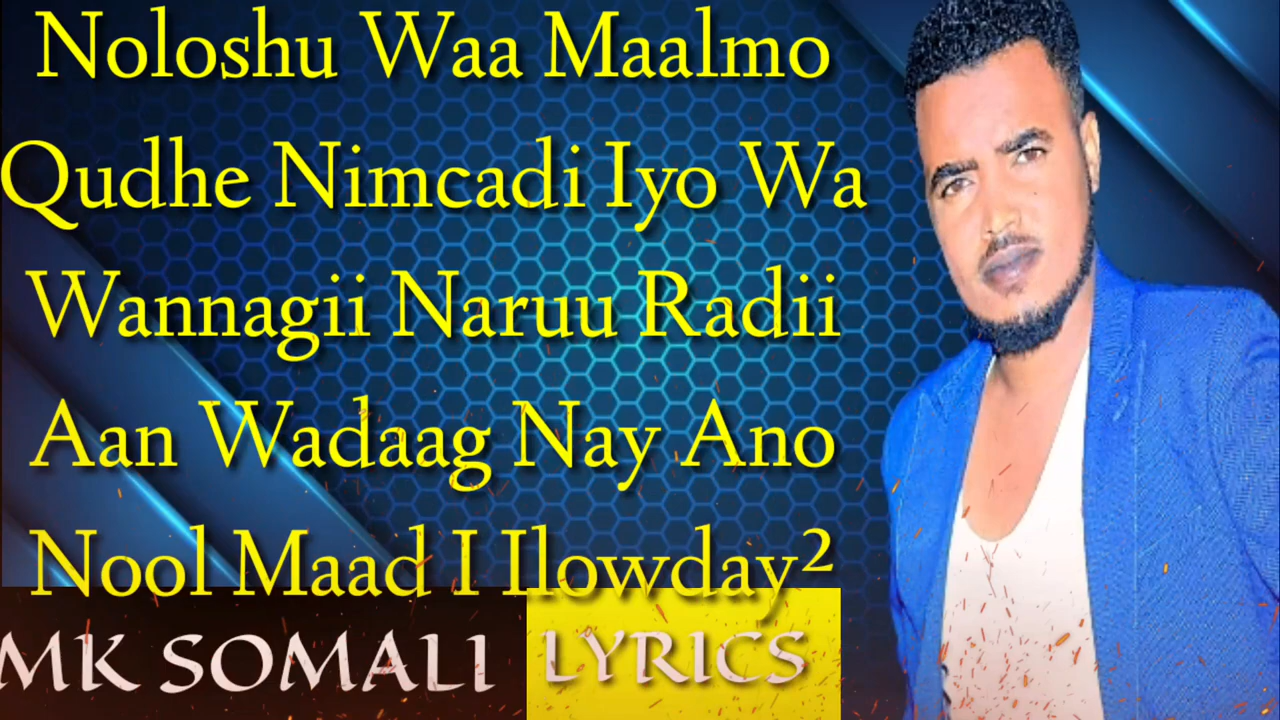 Noloshu Waa Maalmo
Qudhe Nimcadi Iyo Wa
Wannagii Naruu Radii
Aan Wadaag Nay Ano
Nool Maad I Ilowday²
MK SOMALI LYRICS